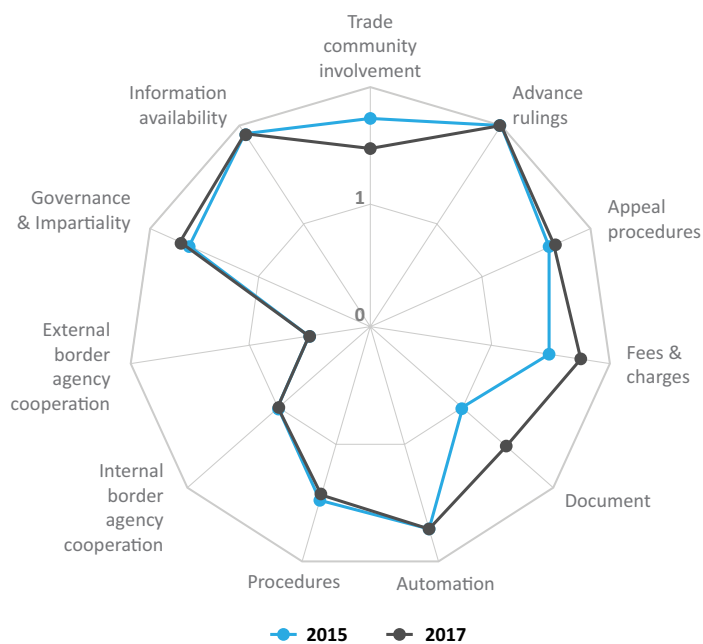 Trade
community
involvement
Advance
rulings
Appeal
procedures
Fees &
charges
Document
Automation
Procedures
Internal
border
agency
cooperation
External
border
agency
cooperation
Governance
& Impartiality
Information
availability
1
0
2015
2017